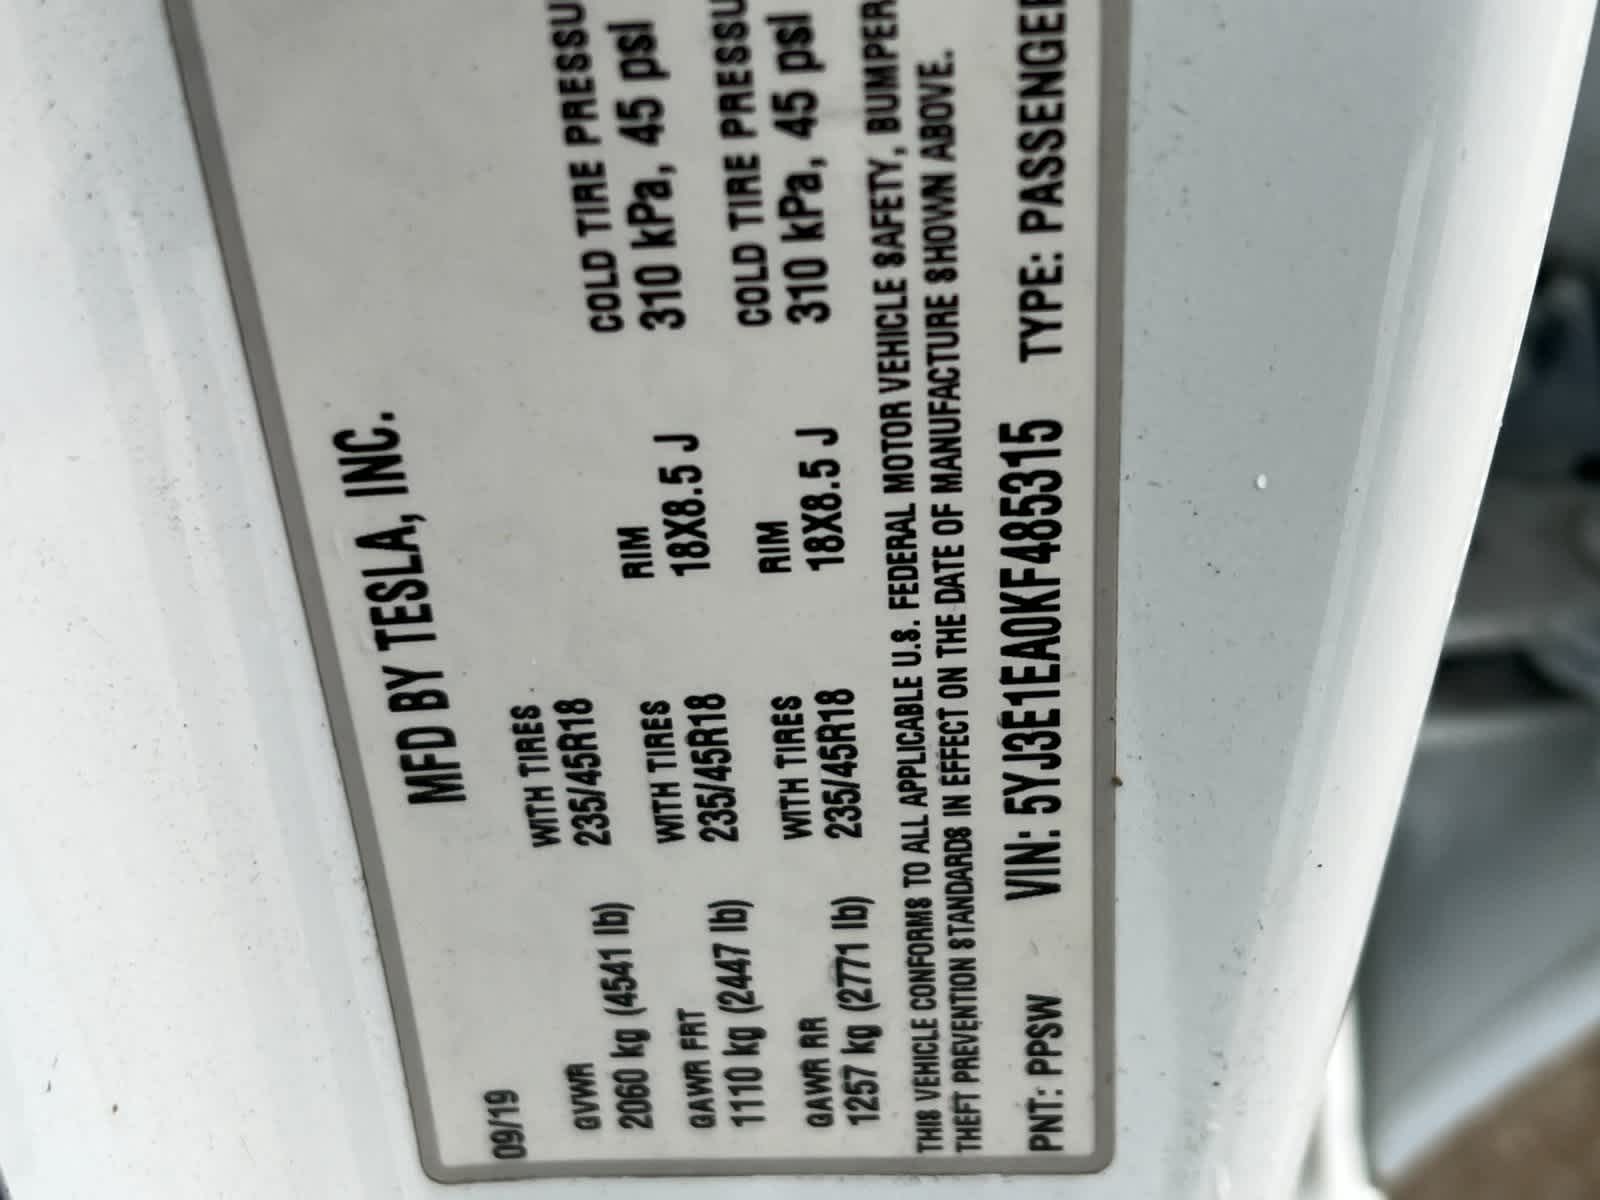 MFD BY TESLA, INC.
09/19
GVWR WITH TIRES RIM COLD TIRE PRESSU
2060 kg (4541 lb) 235/45R18
GAWR FRT WITH TIRES RIM COLD TIRE PRESSU
1110 kg (2447 lb) 235/45R18 18X8.5 J 310 kPa, 45 psI
GAWR RR WITH TIRES
1257 kg (2771 lb) 235/45R18 18X8.5 J 310 kPa, 45 psI
THIS VEHICLE CONFORMS TO ALL APPLICABLE U.S. FEDERAL MOTOR VEHICLE SAFETY, BUMPER
THEFT PREVENTION STANDARDS IN EFFECT ON THE DATE OF MANUFACTURE SHOWN ABOVE.
PNT: PPSW VIN: 5YJ3E1EA0KF485315 TYPE: PASSENGER